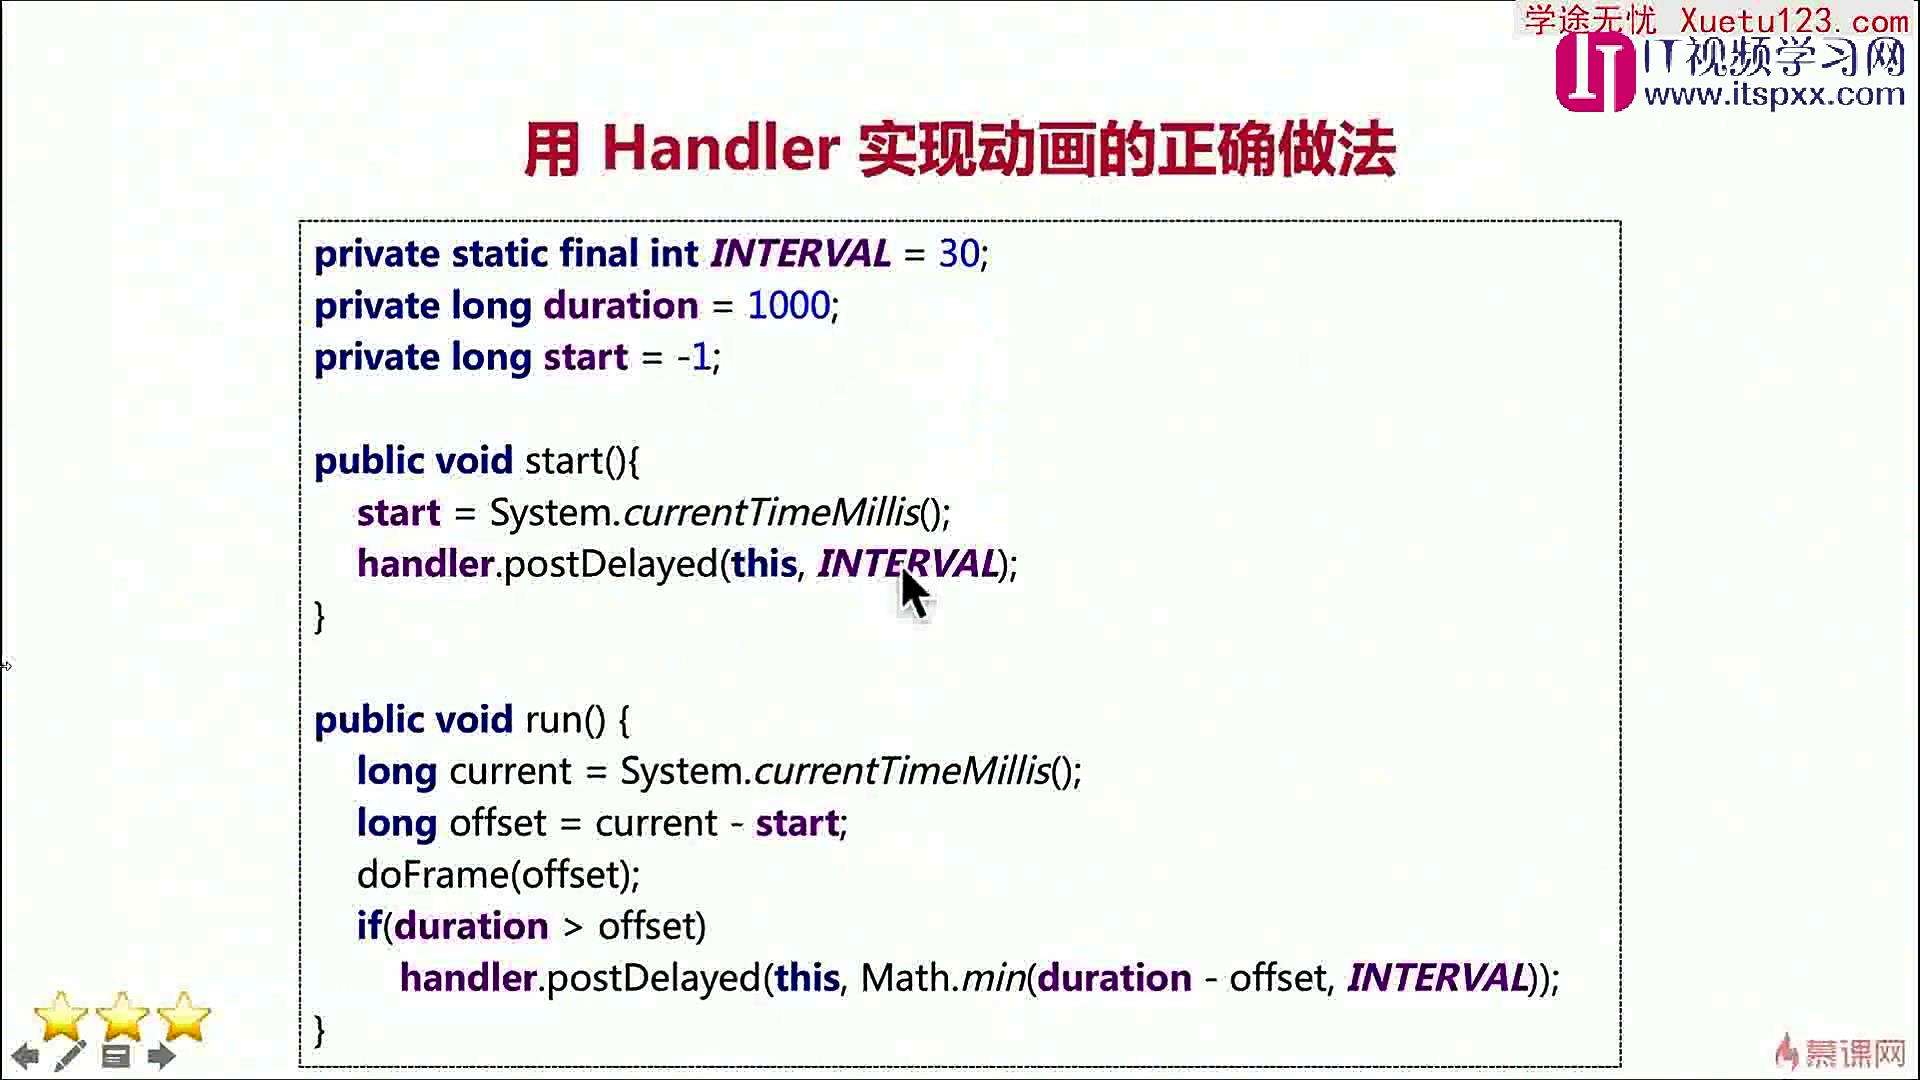 学途无忧 Xuetu123.com
IT视频学习网
www.itspxx.com
用 Handler 实现动画的正确做法
private static final int INTERVAL = 30;
private long duration = 1000;
private long start = -1;
public void start(){
start = System.currentTimeMillis();
handler.postDelayed(this, INTERVAL);
}
public void run() {
long current = System.currentTimeMillis();
long offset = current - start;
doFrame(offset);
if(duration > offset)
handler.postDelayed(this, Math.min(duration - offset, INTERVAL));
}
慕课网